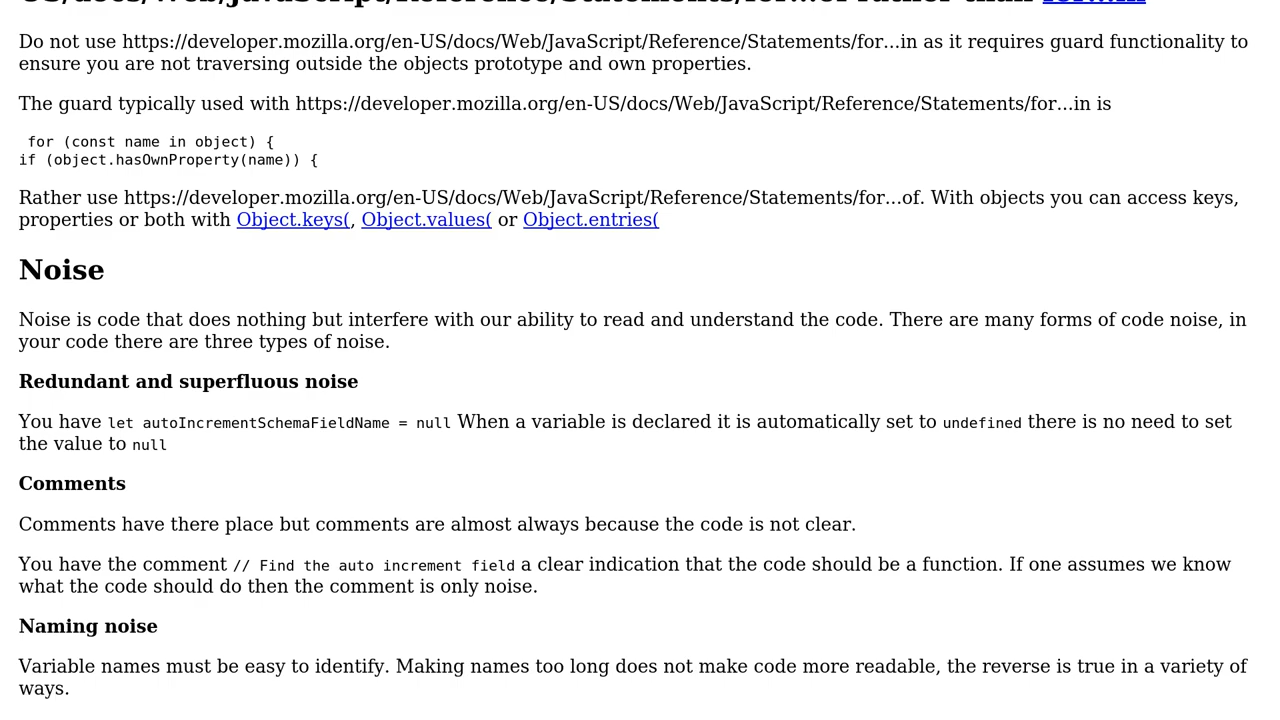 US/docs/Web/JavaScript/Reference/Statements/for...of rather than for...in
Do not use https://developer.mozilla.org/en-US/docs/Web/JavaScript/Reference/Statements/for...in as it requires guard functionality to
ensure you are not traversing outside the objects prototype and own properties.
The guard typically used with https://developer.mozilla.org/en-US/docs/Web/JavaScript/Reference/Statements/for...in is
for (const name in object) {
if (object.hasOwnProperty(name)) {
Rather use https://developer.mozilla.org/en-US/docs/Web/JavaScript/Reference/Statements/for...of. With objects you can access keys,
properties or both with Object.keys(, Object.values( or Object.entries(
Noise
Noise is code that does nothing but interfere with our ability to read and understand the code. There are many forms of code noise, in
your code there are three types of noise.
Redundant and superfluous noise
You have let autoIncrementSchemaFieldName = null When a variable is declared it is automatically set to undefined there is no need to set
the value to null
Comments
Comments have there place but comments are almost always because the code is not clear.
You have the comment // Find the auto increment field a clear indication that the code should be a function. If one assumes we know
what the code should do then the comment is only noise.
Naming noise
Variable names must be easy to identify. Making names too long does not make code more readable, the reverse is true in a variety of
ways.